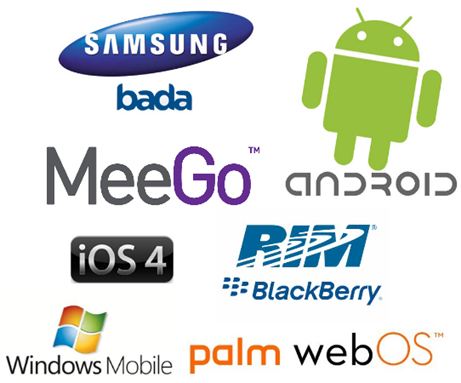 SAMSUNG
bada
ANDROID
MeeGo™
iOS 4
RIM®
BlackBerry®
Windows Mobile
palm webOS™